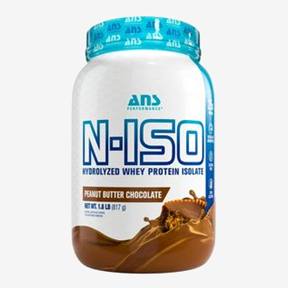 ANS
PERFORMANCE
N-ISO
HYDROLYZED WHEY PROTEIN ISOLATE
PEANUT BUTTER CHOCOLATE
NET WT. 1.8 LB (817 g)